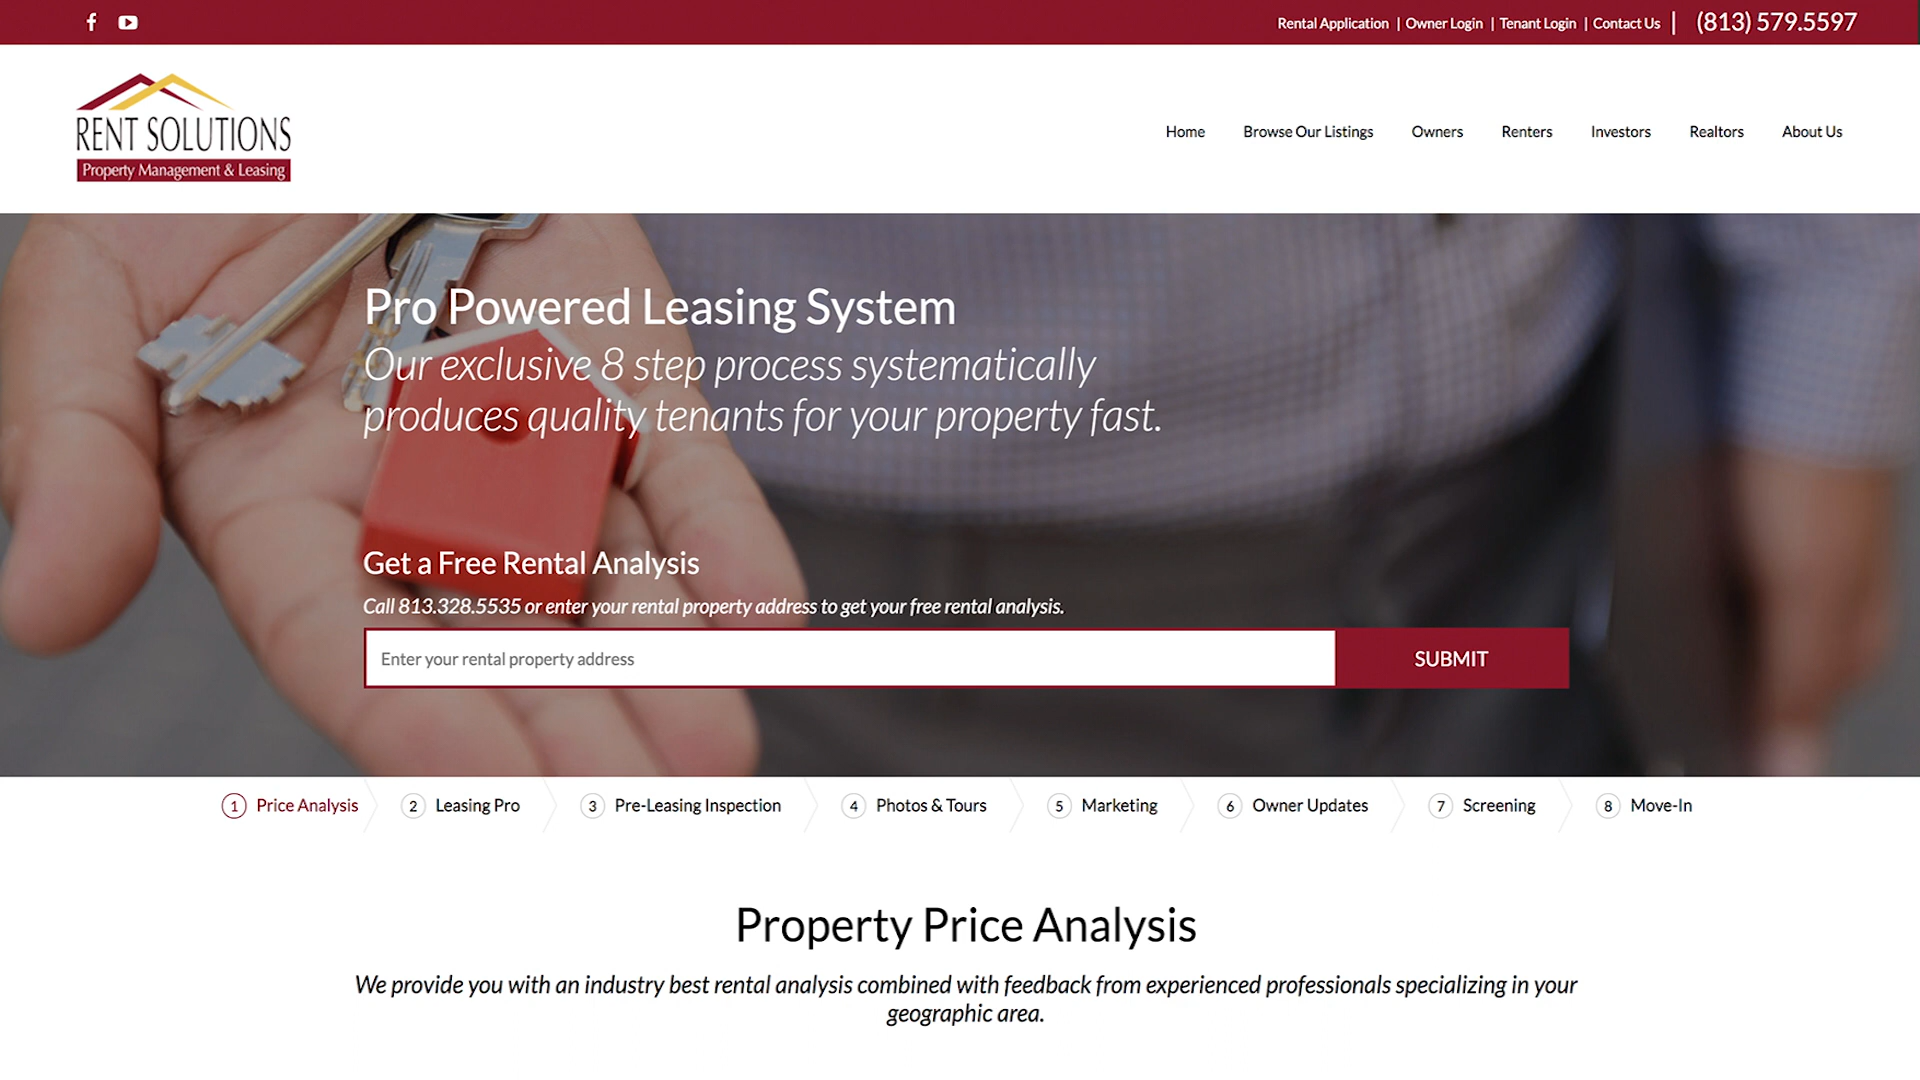 Rental Application | Owner Login | Tenant Login | Contact Us | (813) 579.5597
RENT SOLUTIONS
Property Management & Leasing
Home Browse Our Listings Owners Renters Investors Realtors About Us
Pro Powered Leasing System
Our exclusive 8 step process systematically
produces quality tenants for your property fast.
Get a Free Rental Analysis
Call 813.328.5535 or enter your rental property address to get your free rental analysis.
Enter your rental property address SUBMIT
1 Price Analysis 2 Leasing Pro 3 Pre-Leasing Inspection 4 Photos & Tours 5 Marketing 6 Owner Updates 7 Screening 8 Move-In
Property Price Analysis
We provide you with an industry best rental analysis combined with feedback from experienced professionals specializing in your
geographic area.